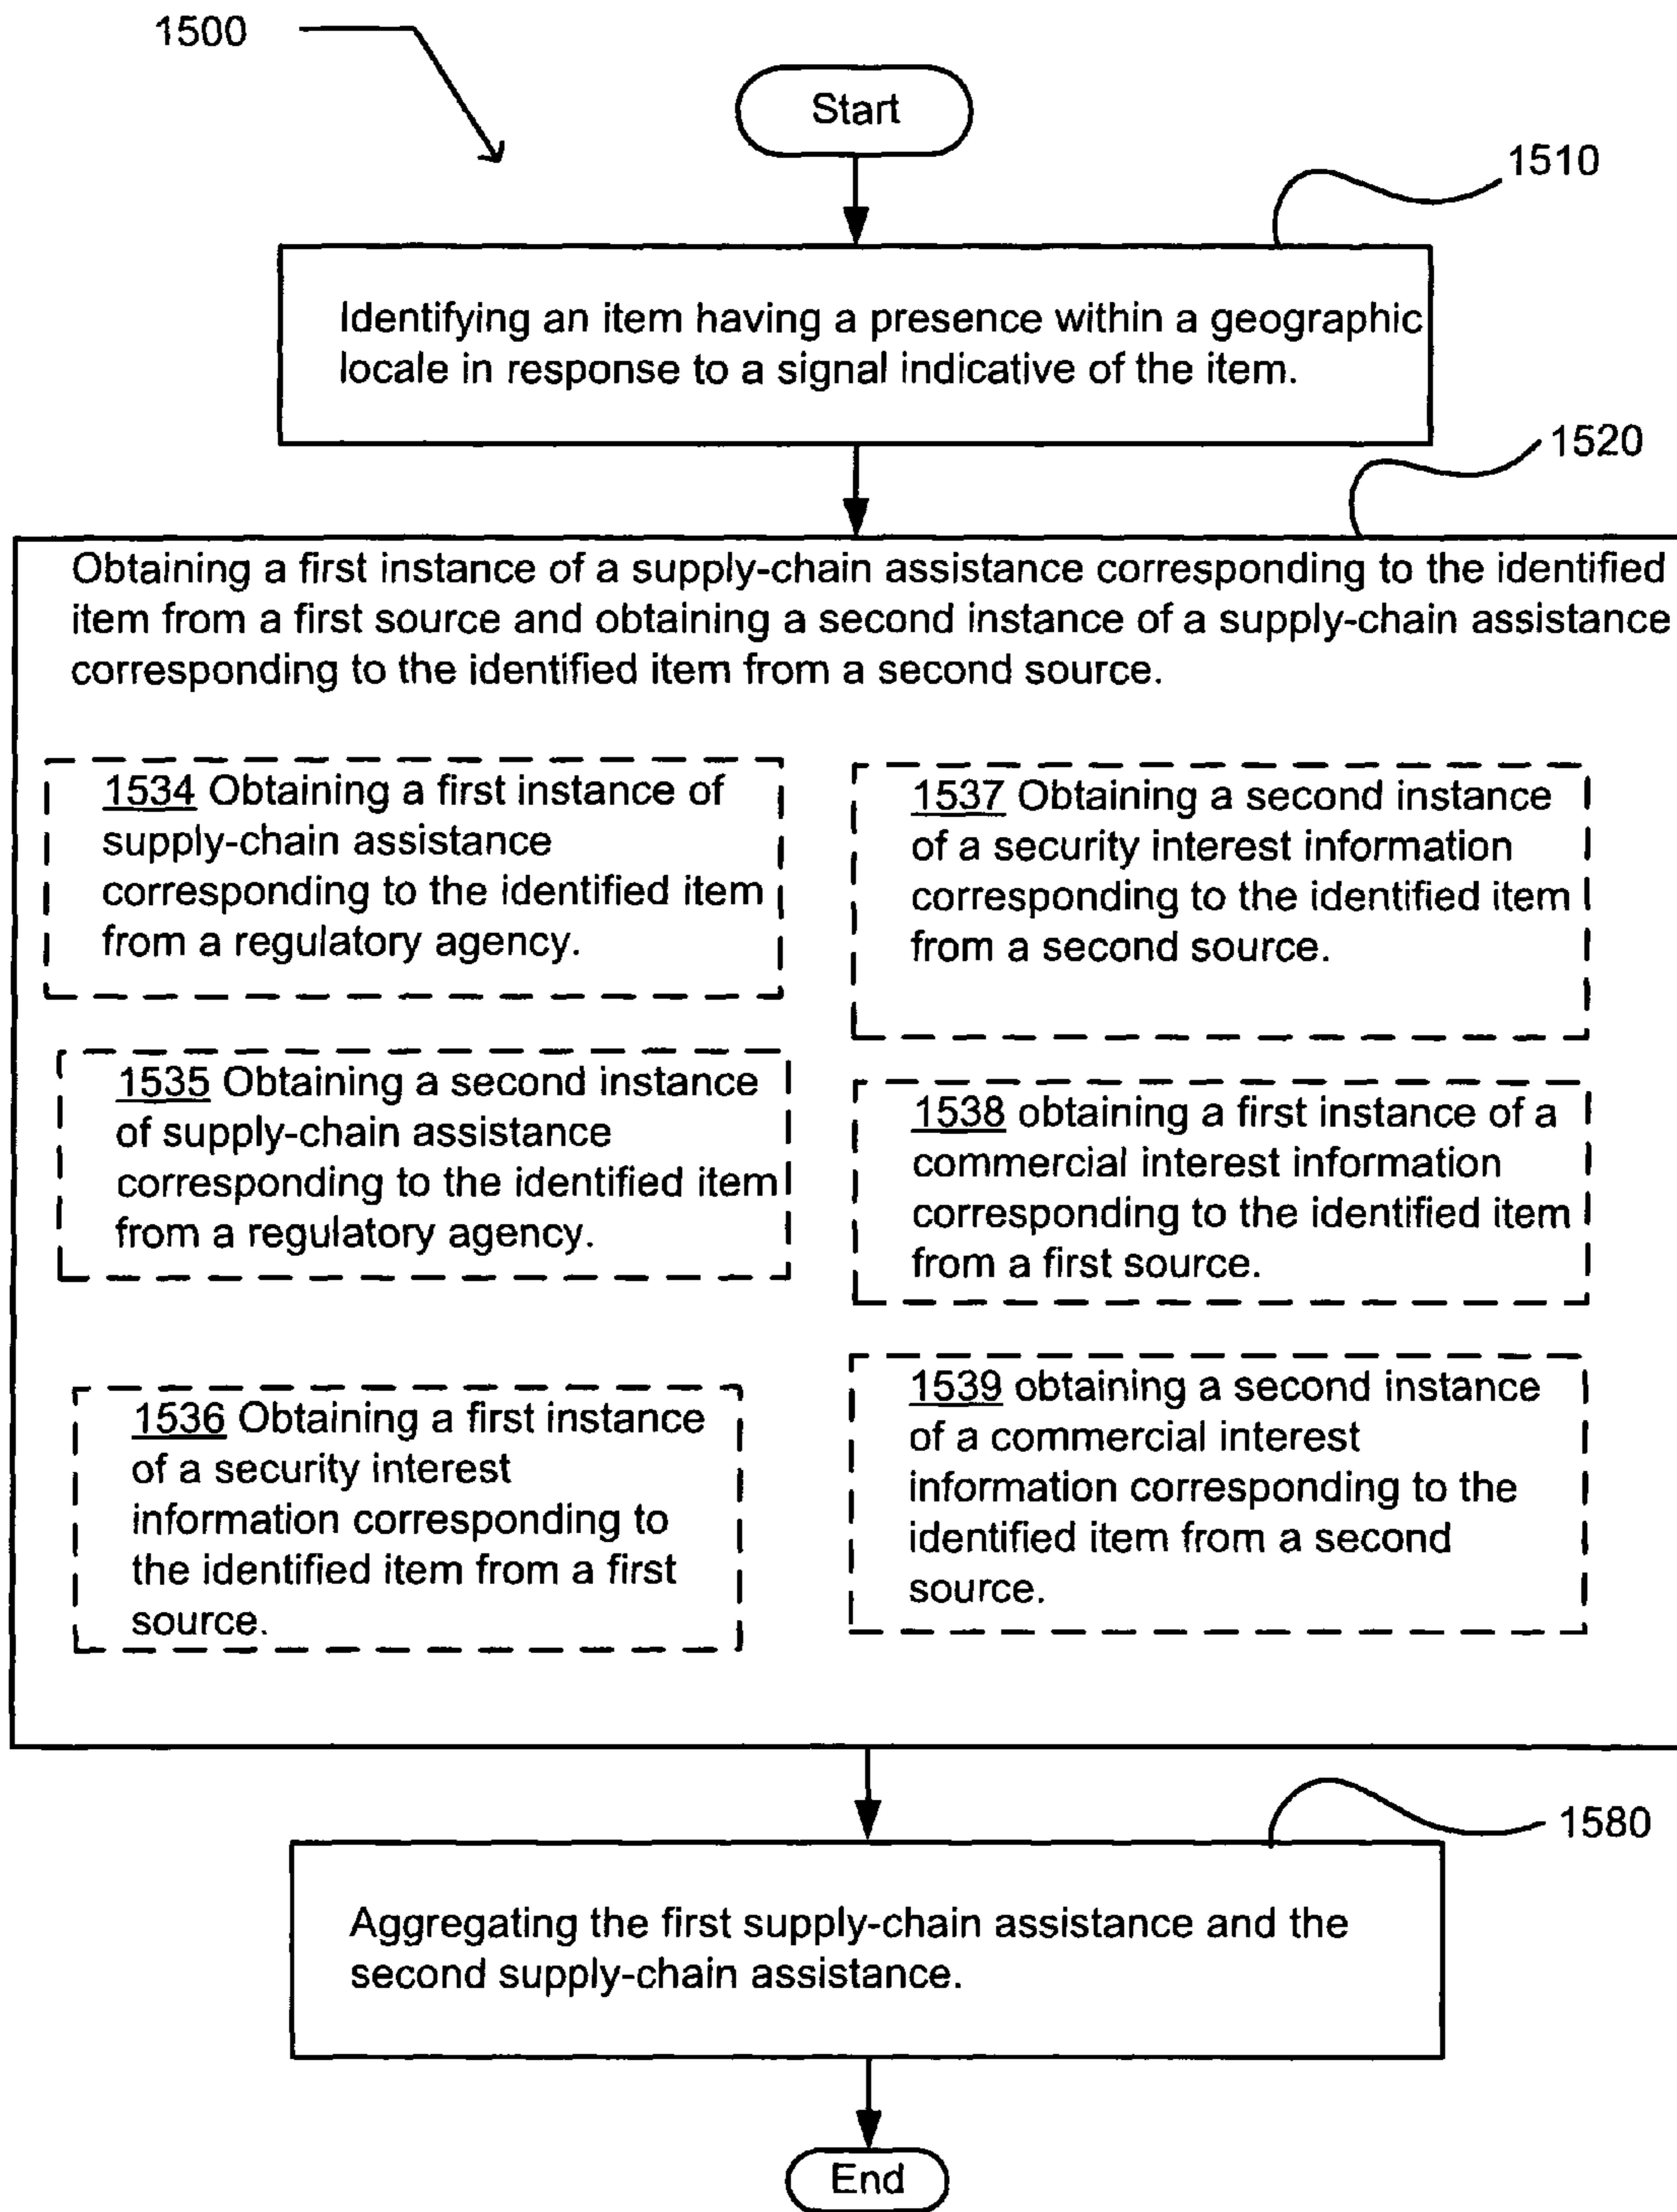 1500
Start
1510
Identifying an item having a presence within a geographic
locale in response to a signal indicative of the item.
1520
Obtaining a first instance of a supply-chain assistance corresponding to the identified
item from a first source and obtaining a second instance of a supply-chain assistance
corresponding to the identified item from a second source.
1534 Obtaining a first instance of
supply-chain assistance
corresponding to the identified item
from a regulatory agency.
1535 Obtaining a second instance
of supply-chain assistance
corresponding to the identified item
from a regulatory agency.
1536 Obtaining a first instance
of a security interest
information corresponding to
the identified item from a first
source.
1537 Obtaining a second instance
of a security interest information
corresponding to the identified item
from a second source.
1538 obtaining a first instance of a
commercial interest information
corresponding to the identified item
from a first source.
1539 obtaining a second instance
of a commercial interest
information corresponding to the
identified item from a second
source.
1580
Aggregating the first supply-chain assistance and the
second supply-chain assistance.
End